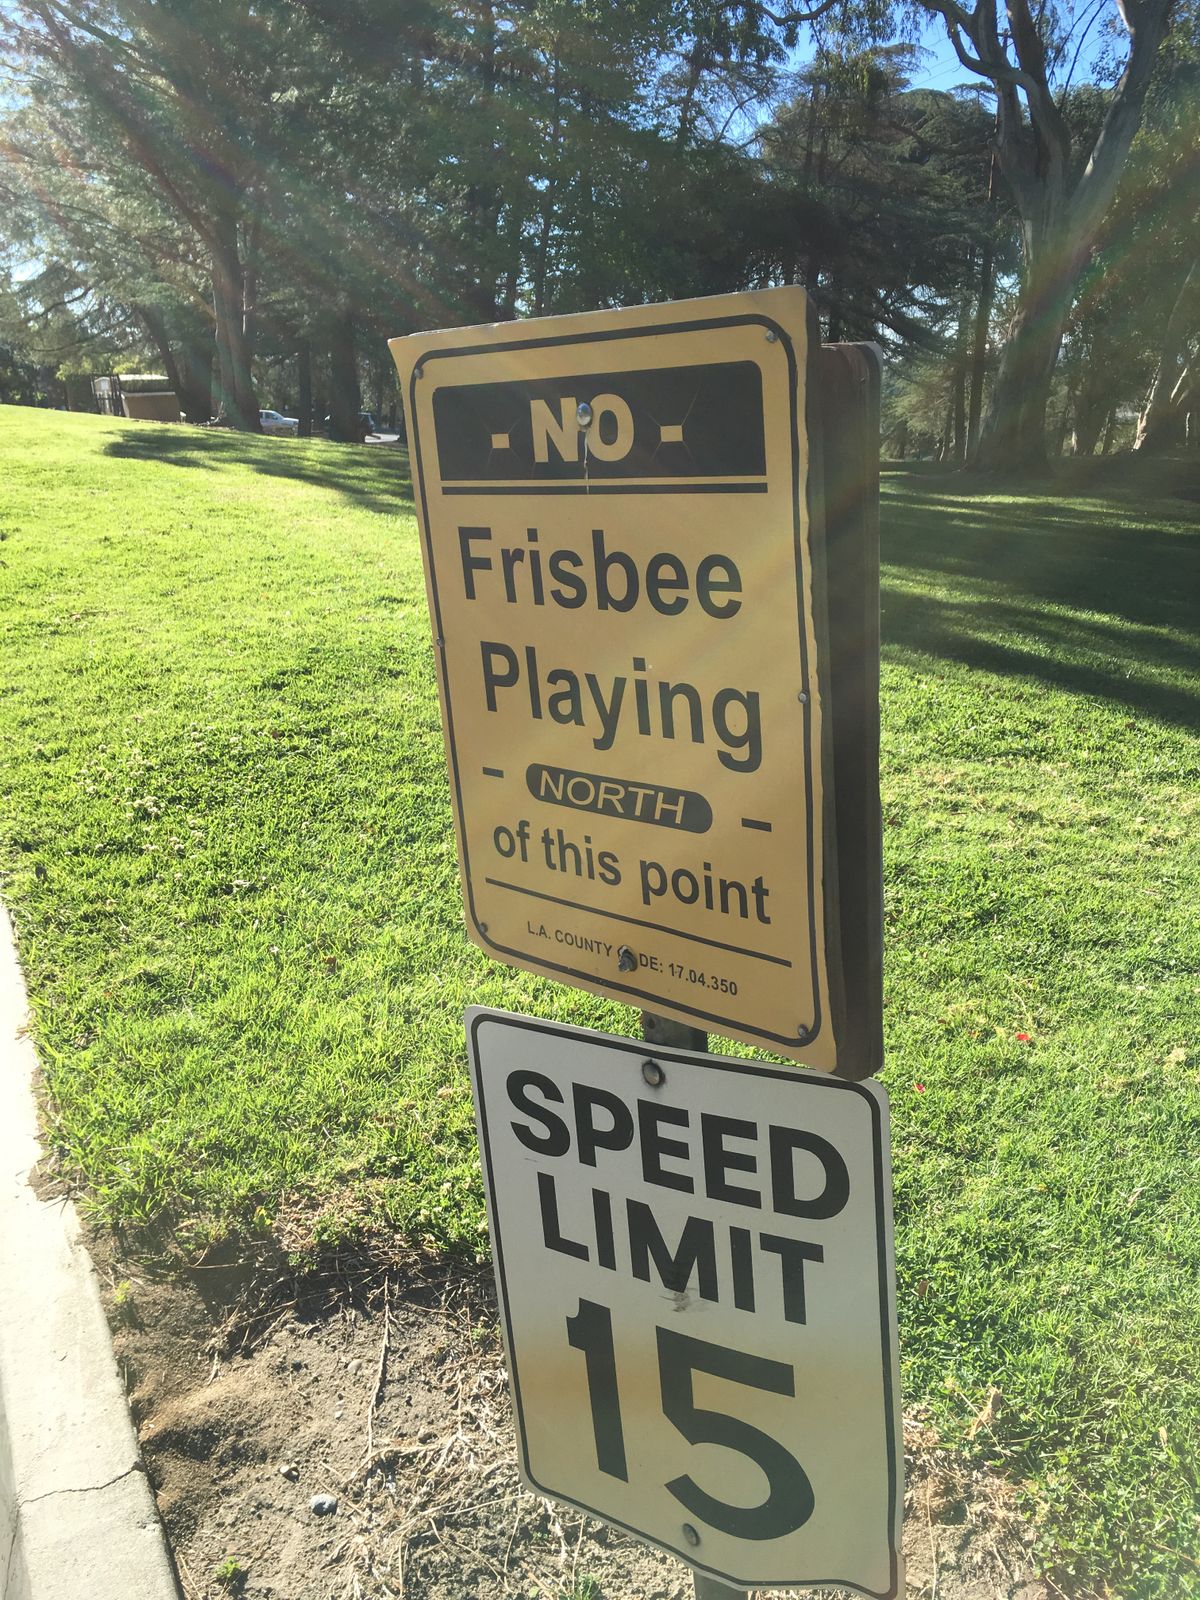 - NO -
Frisbee
Playing
- NORTH -
of this point
L.A. COUNTY DE: 17.04.350
SPEED
LIMIT
15